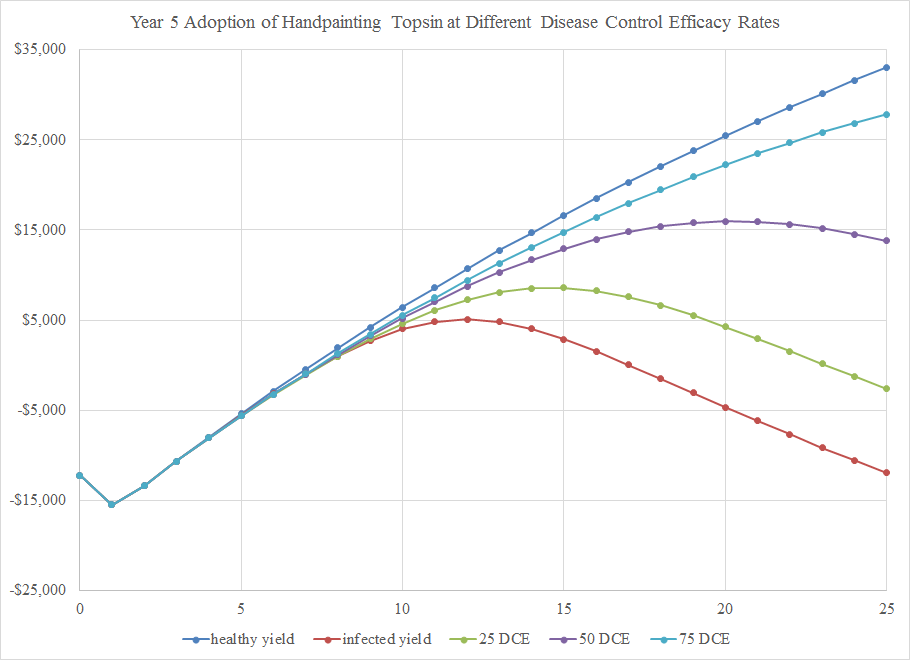 Year 5 Adoption of Handpainting Topsin at Different Disease Control Efficacy Rates
$35,000
$25,000
$15,000
$5,000
-$5,000
-$15,000
-$25,000
0 5 10 15 20 25
healthy yield infected yield 25 DCE 50 DCE 75 DCE